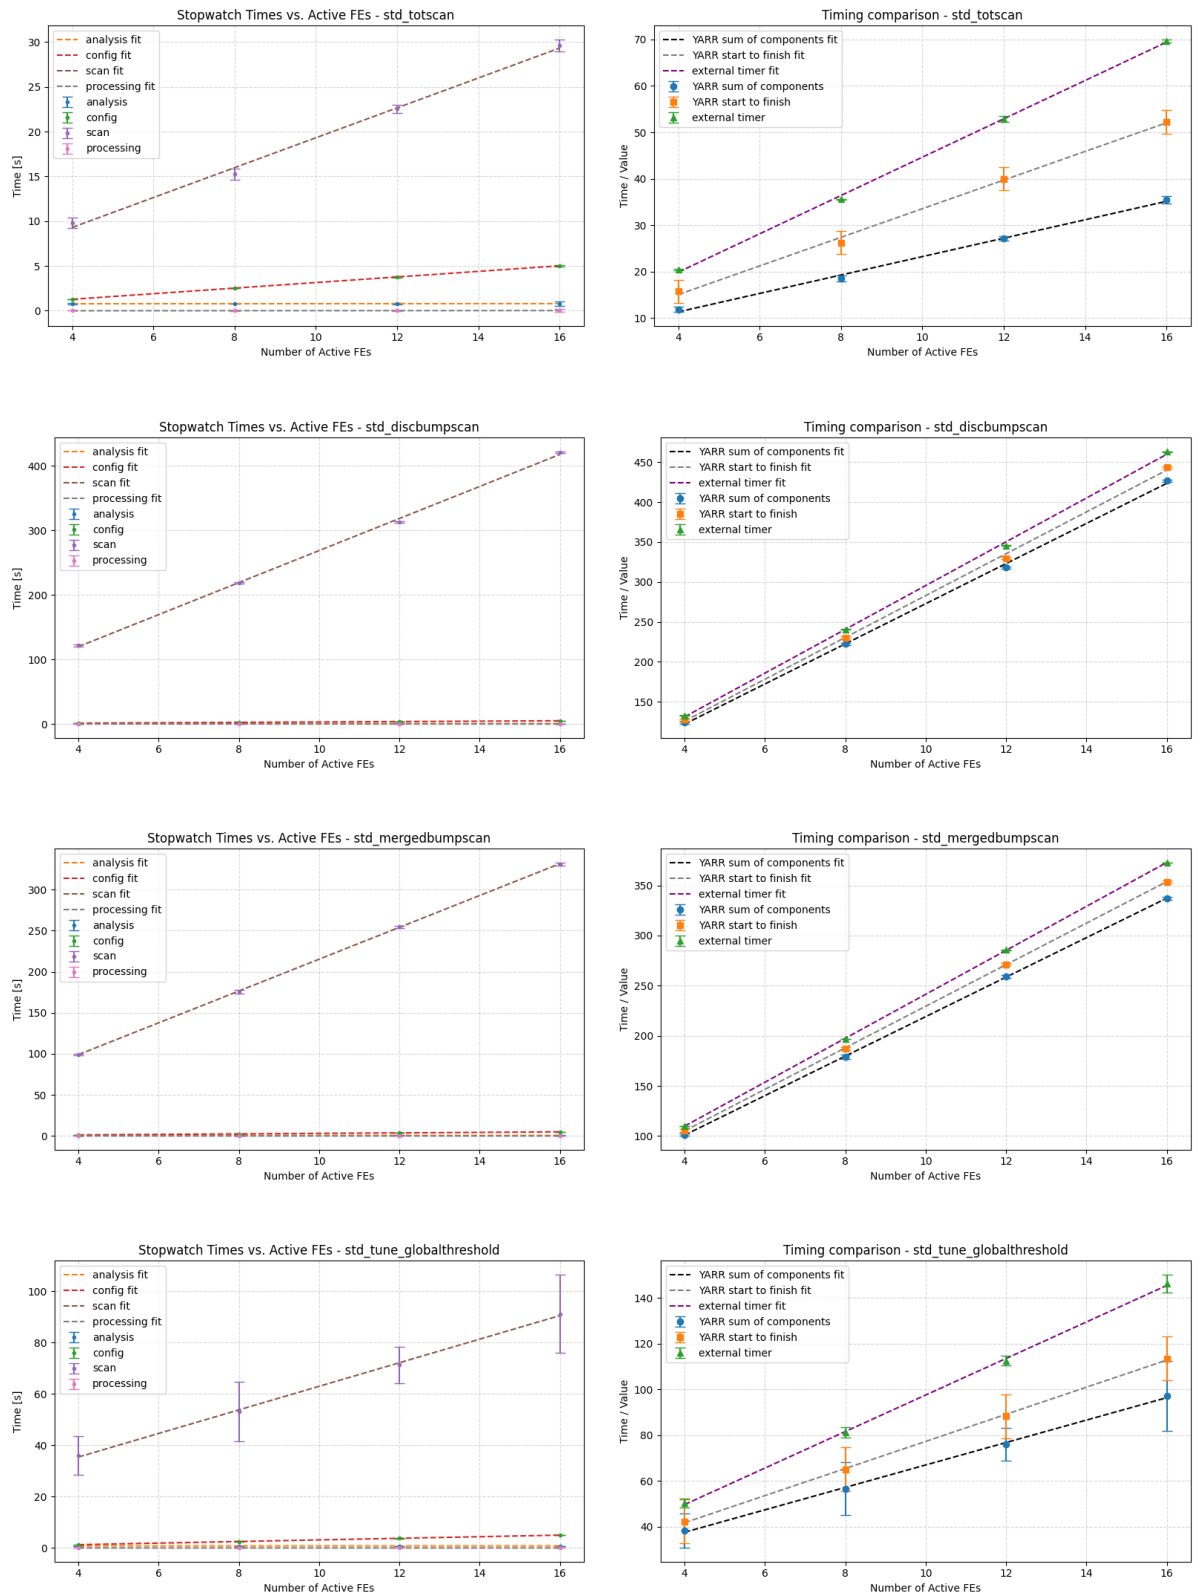 Stopwatch Times vs. Active FEs - std_totscan
analysis fit
config fit
scan fit
processing fit
analysis
config
scan
processing
Time [s]
30
25
20
15
10
5
0
4 6 8 10 12 14 16
Number of Active FEs
Timing comparison - std_totscan
YARR sum of components fit
YARR start to finish fit
external timer fit
YARR sum of components
YARR start to finish
external timer
Time / Value
70
60
50
40
30
20
10
4 6 8 10 12 14 16
Number of Active FEs
Stopwatch Times vs. Active FEs - std_discbumpscan
analysis fit
config fit
scan fit
processing fit
analysis
config
scan
processing
Time [s]
400
300
200
100
0
4 6 8 10 12 14 16
Number of Active FEs
Timing comparison - std_discbumpscan
YARR sum of components fit
YARR start to finish fit
external timer fit
YARR sum of components
YARR start to finish
external timer
Time / Value
450
400
350
300
250
200
150
4 6 8 10 12 14 16
Number of Active FEs
Stopwatch Times vs. Active FEs - std_mergedbumpscan
analysis fit
config fit
scan fit
processing fit
analysis
config
scan
processing
Time [s]
300
250
200
150
100
50
0
4 6 8 10 12 14 16
Number of Active FEs
Timing comparison - std_mergedbumpscan
YARR sum of components fit
YARR start to finish fit
external timer fit
YARR sum of components
YARR start to finish
external timer
Time / Value
350
300
250
200
150
100
4 6 8 10 12 14 16
Number of Active FEs
Stopwatch Times vs. Active FEs - std_tune_globalthreshold
analysis fit
config fit
scan fit
processing fit
analysis
config
scan
processing
Time [s]
100
80
60
40
20
0
4 6 8 10 12 14 16
Number of Active FEs
Timing comparison - std_tune_globalthreshold
YARR sum of components fit
YARR start to finish fit
external timer fit
YARR sum of components
YARR start to finish
external timer
Time / Value
140
120
100
80
60
40
4 6 8 10 12 14 16
Number of Active FEs